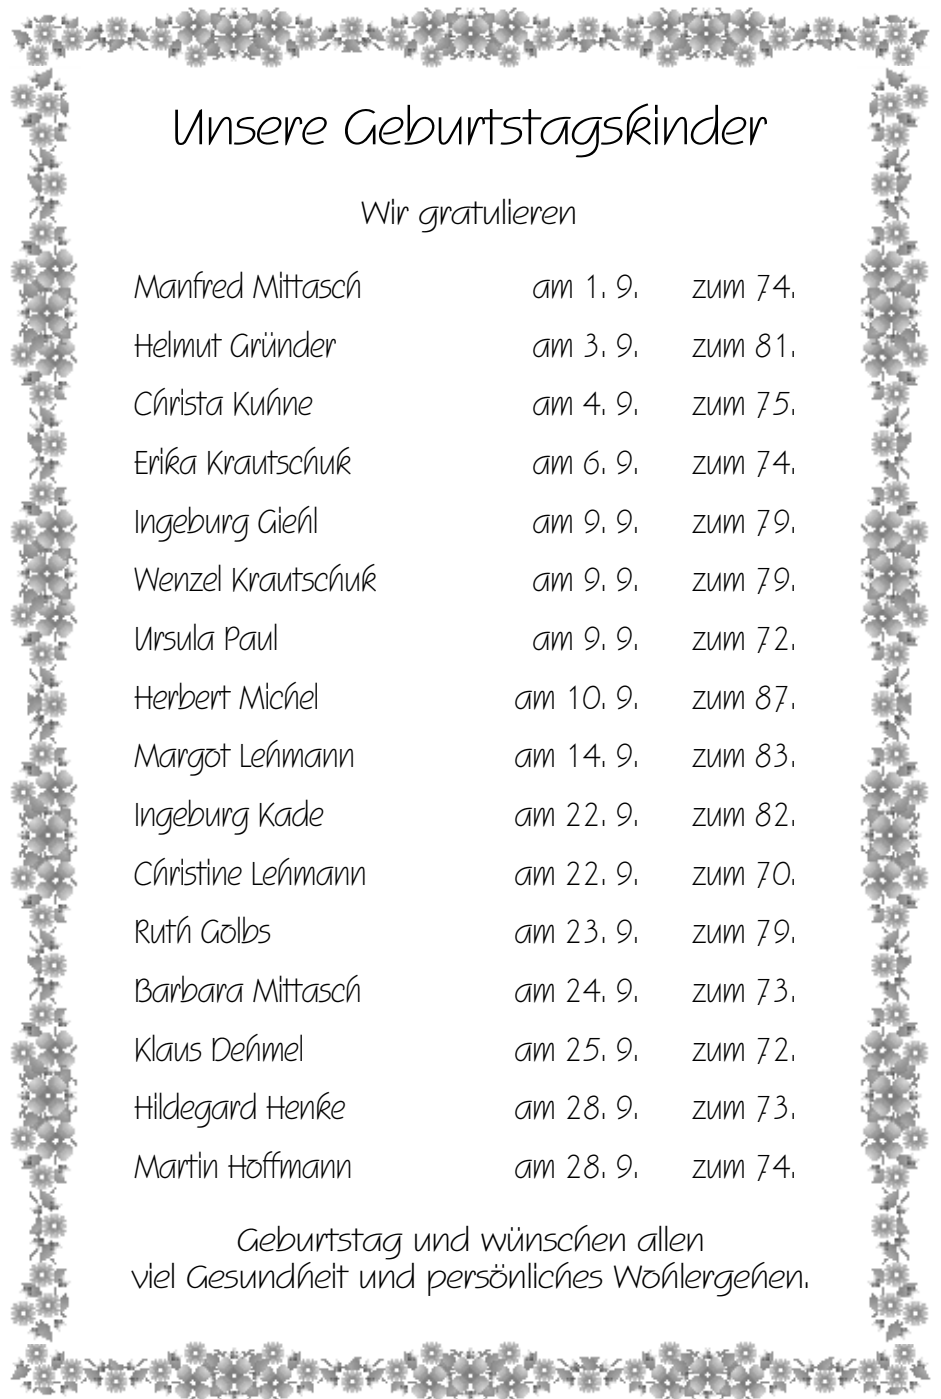 Unsere Geburtstagskinder
Wir gratulieren
Manfred Mittasch am 1. 9. zum 74.
Helmut Gründer am 3. 9. zum 81.
Christa Kuhne am 4. 9. zum 75.
Erika Krautschuk am 6. 9. zum 74.
Ingeburg Giehl am 9. 9. zum 79.
Wenzel Krautschuk am 9. 9. zum 79.
Ursula Paul am 9. 9. zum 72.
Herbert Michel am 10. 9. zum 87.
Margot Lehmann am 14. 9. zum 83.
Ingeburg Kade am 22. 9. zum 82.
Christine Lehmann am 22. 9. zum 70.
Ruth Golbs am 23. 9. zum 79.
Barbara Mittasch am 24. 9. zum 73.
Klaus Dehmel am 25. 9. zum 72.
Hildegard Henke am 28. 9. zum 73.
Martin Hoffmann am 28. 9. zum 74.
Geburtstag und wünschen allen
viel Gesundheit und persönliches Wohlergehen.